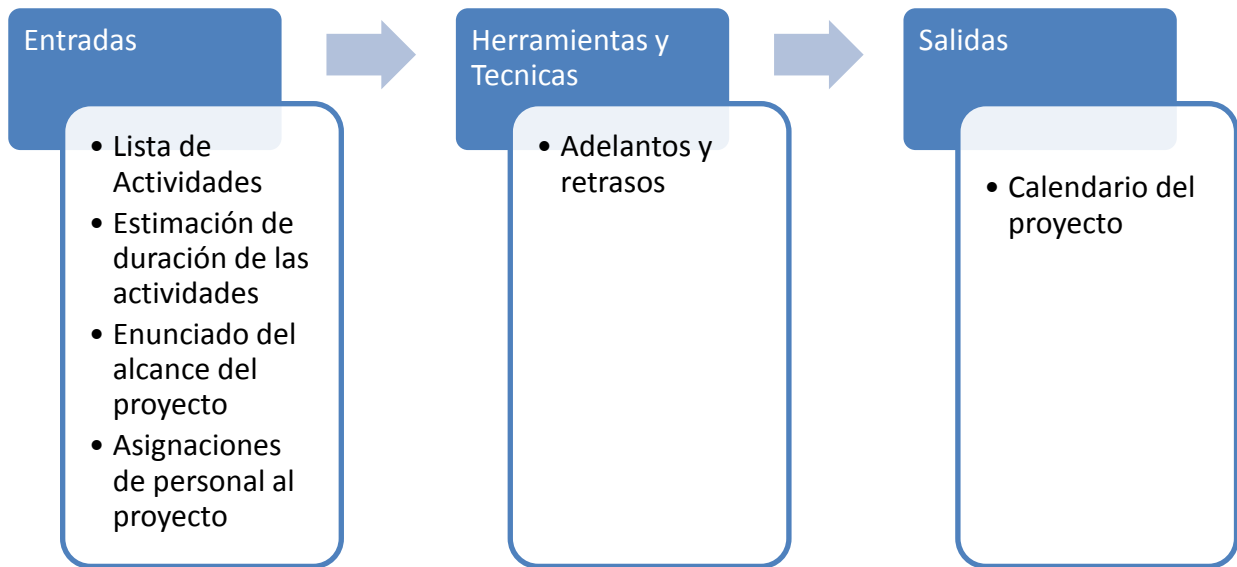 Entradas
• Lista de
Actividades
• Estimación de
duración de las
actividades
• Enunciado del
alcance del
proyecto
• Asignaciones
de personal al
proyecto
Herramientas y
Tecnicas
• Adelantos y
retrasos
Salidas
• Calendario del
proyecto